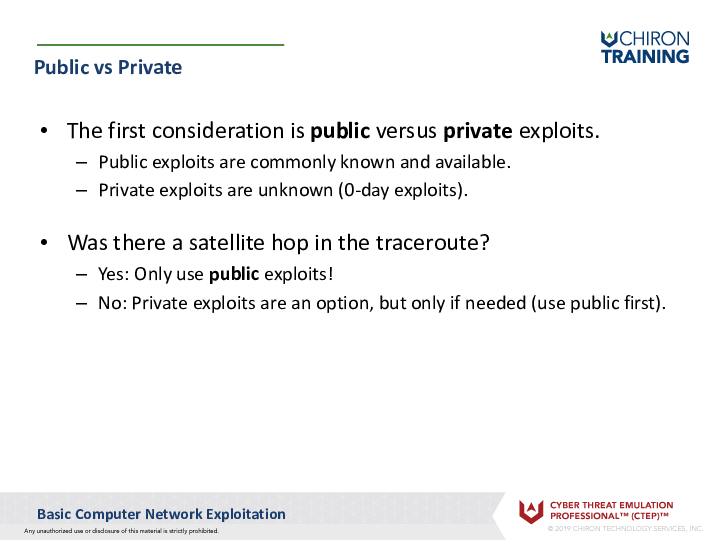 CHIRON
TRAINING
Public vs Private
• The first consideration is public versus private exploits.
– Public exploits are commonly known and available.
– Private exploits are unknown (0-day exploits).
• Was there a satellite hop in the traceroute?
– Yes: Only use public exploits!
– No: Private exploits are an option, but only if needed (use public first).
Basic Computer Network Exploitation
Any unauthorized use or disclosure of this material is strictly prohibited.
CYBER THREAT EMULATION
PROFESSIONAL™ (CTEP)™
© 2019 CHIRON TECHNOLOGY SERVICES, INC.